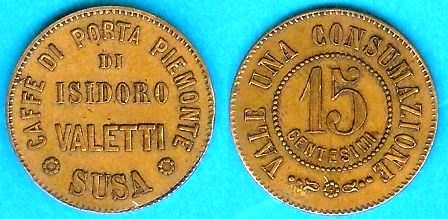 CAFFE DI PORTA PIEMONTE
DI
ISIDORO
VALETTI
SUSA
VALE UNA CONSUMAZIONE
15
CENTESIMI